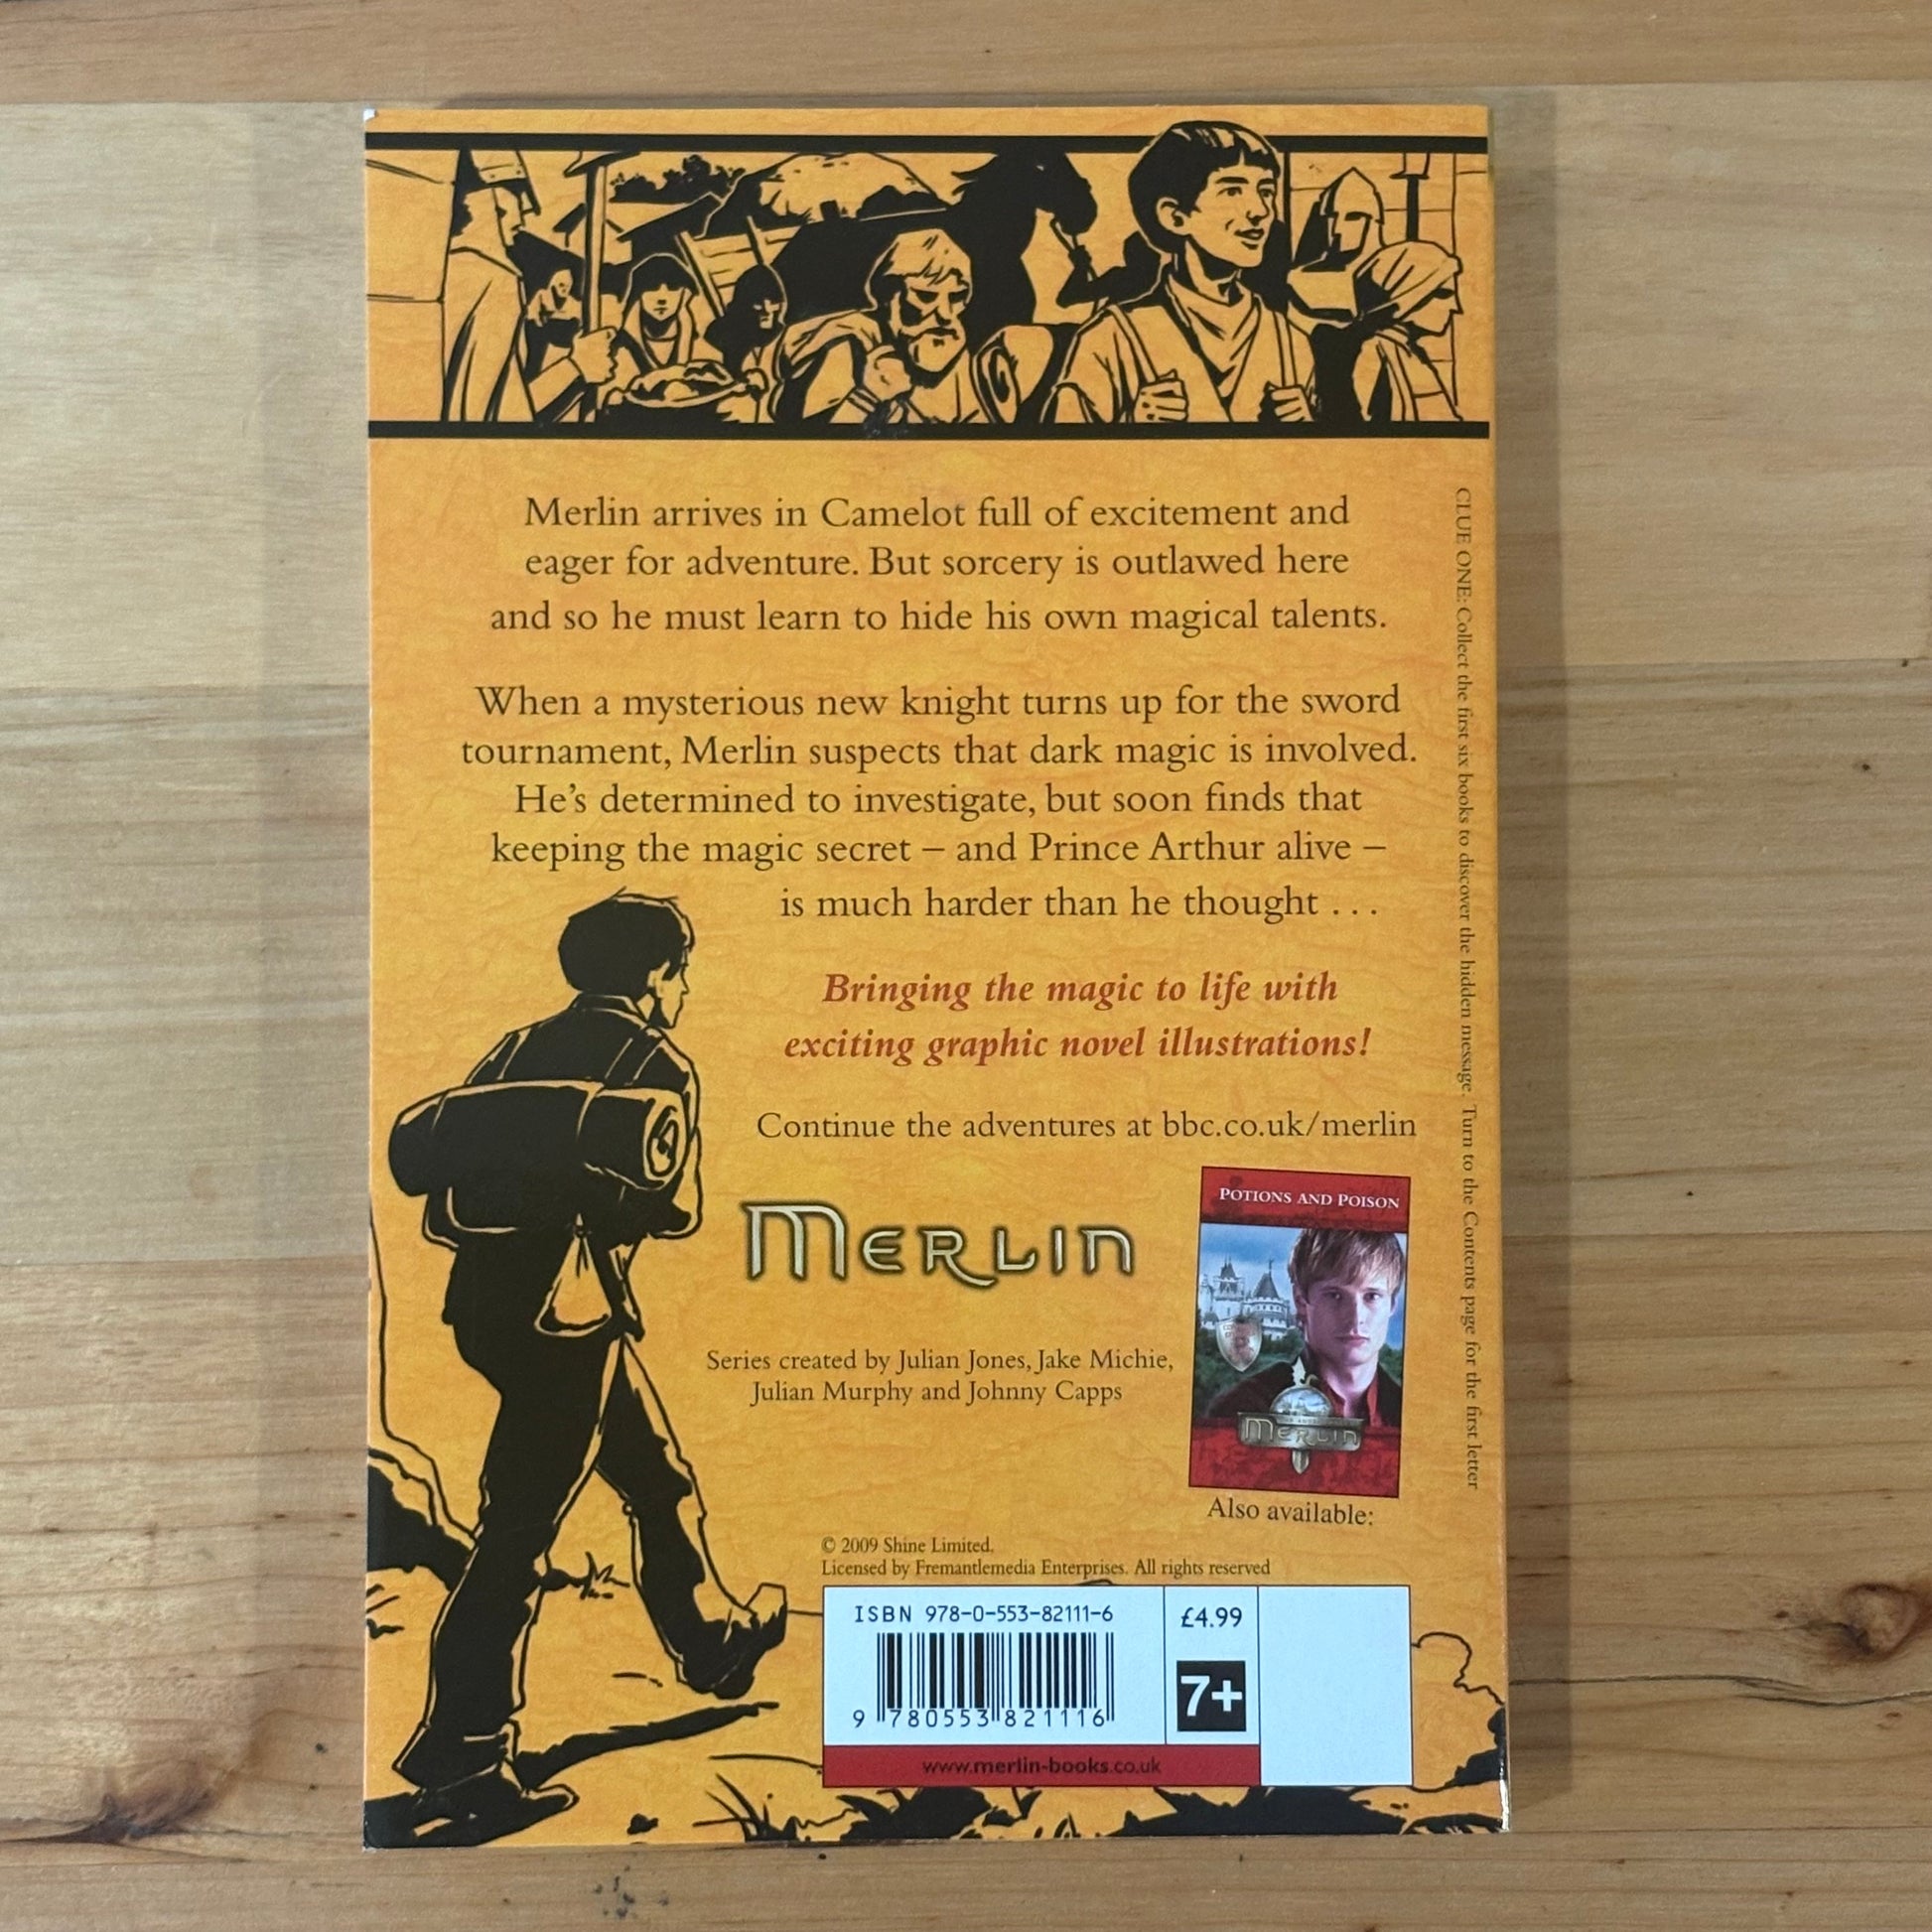 Merlin arrives in Camelot full of excitement and
eager for adventure. But sorcery is outlawed here
and so he must learn to hide his own magical talents.
When a mysterious new knight turns up for the sword
tournament, Merlin suspects that dark magic is involved.
He's determined to investigate, but soon finds that
keeping the magic secret – and Prince Arthur alive –
is much harder than he thought . . .
Bringing the magic to life with
exciting graphic novel illustrations!
Continue the adventures at bbc.co.uk/merlin
MERLIN
Series created by Julian Jones, Jake Michie,
Julian Murphy and Johnny Capps
POTIONS AND POISON
MERLIN
Also available:
© 2009 Shine Limited.
Licensed by Fremantlemedia Enterprises. All rights reserved
ISBN 978-0-553-82111-6
£4.99
7+
9 780553 821116
www.merlin-books.co.uk
CLUE ONE: Collect the first six books to discover the hidden message. Turn to the Contents page for the first letter